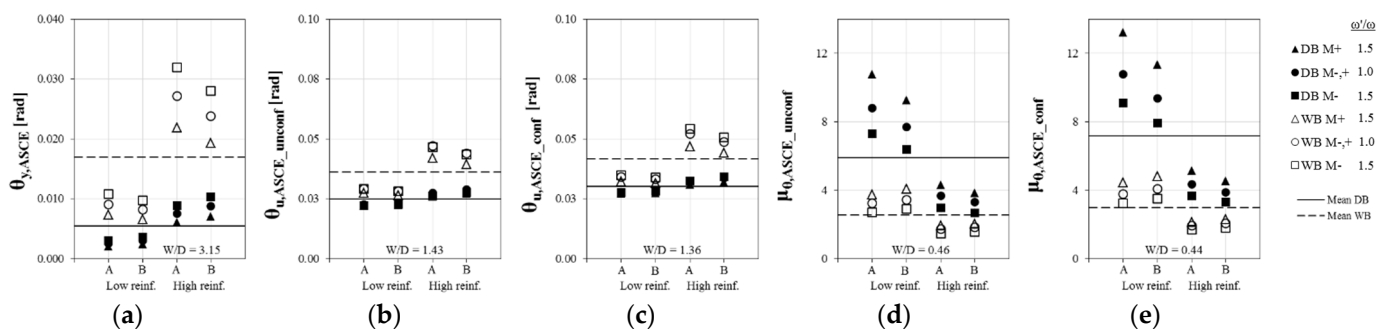 θy,ASCE [rad]
0.040
0.030
0.020
0.010
0.000
W/D = 3.15
A B A B
Low reinf. High reinf.
(a)
θu,ASCE_unconf [rad]
0.10
0.08
0.05
0.03
0.00
W/D = 1.43
A B A B
Low reinf. High reinf.
(b)
θu,ASCE_conf [rad]
0.10
0.08
0.05
0.03
0.00
W/D = 1.36
A B A B
Low reinf. High reinf.
(c)
μθ,ASCE_unconf
12
8
4
0
W/D = 0.46
A B A B
Low reinf. High reinf.
(d)
μθ,ASCE_conf
12
8
4
0
W/D = 0.44
A B A B
Low reinf. High reinf.
(e)
ω'/ω
DB M+ 1.5
DB M-,+ 1.0
DB M- 1.5
WB M+ 1.5
WB M-,+ 1.0
WB M- 1.5
Mean DB
Mean WB